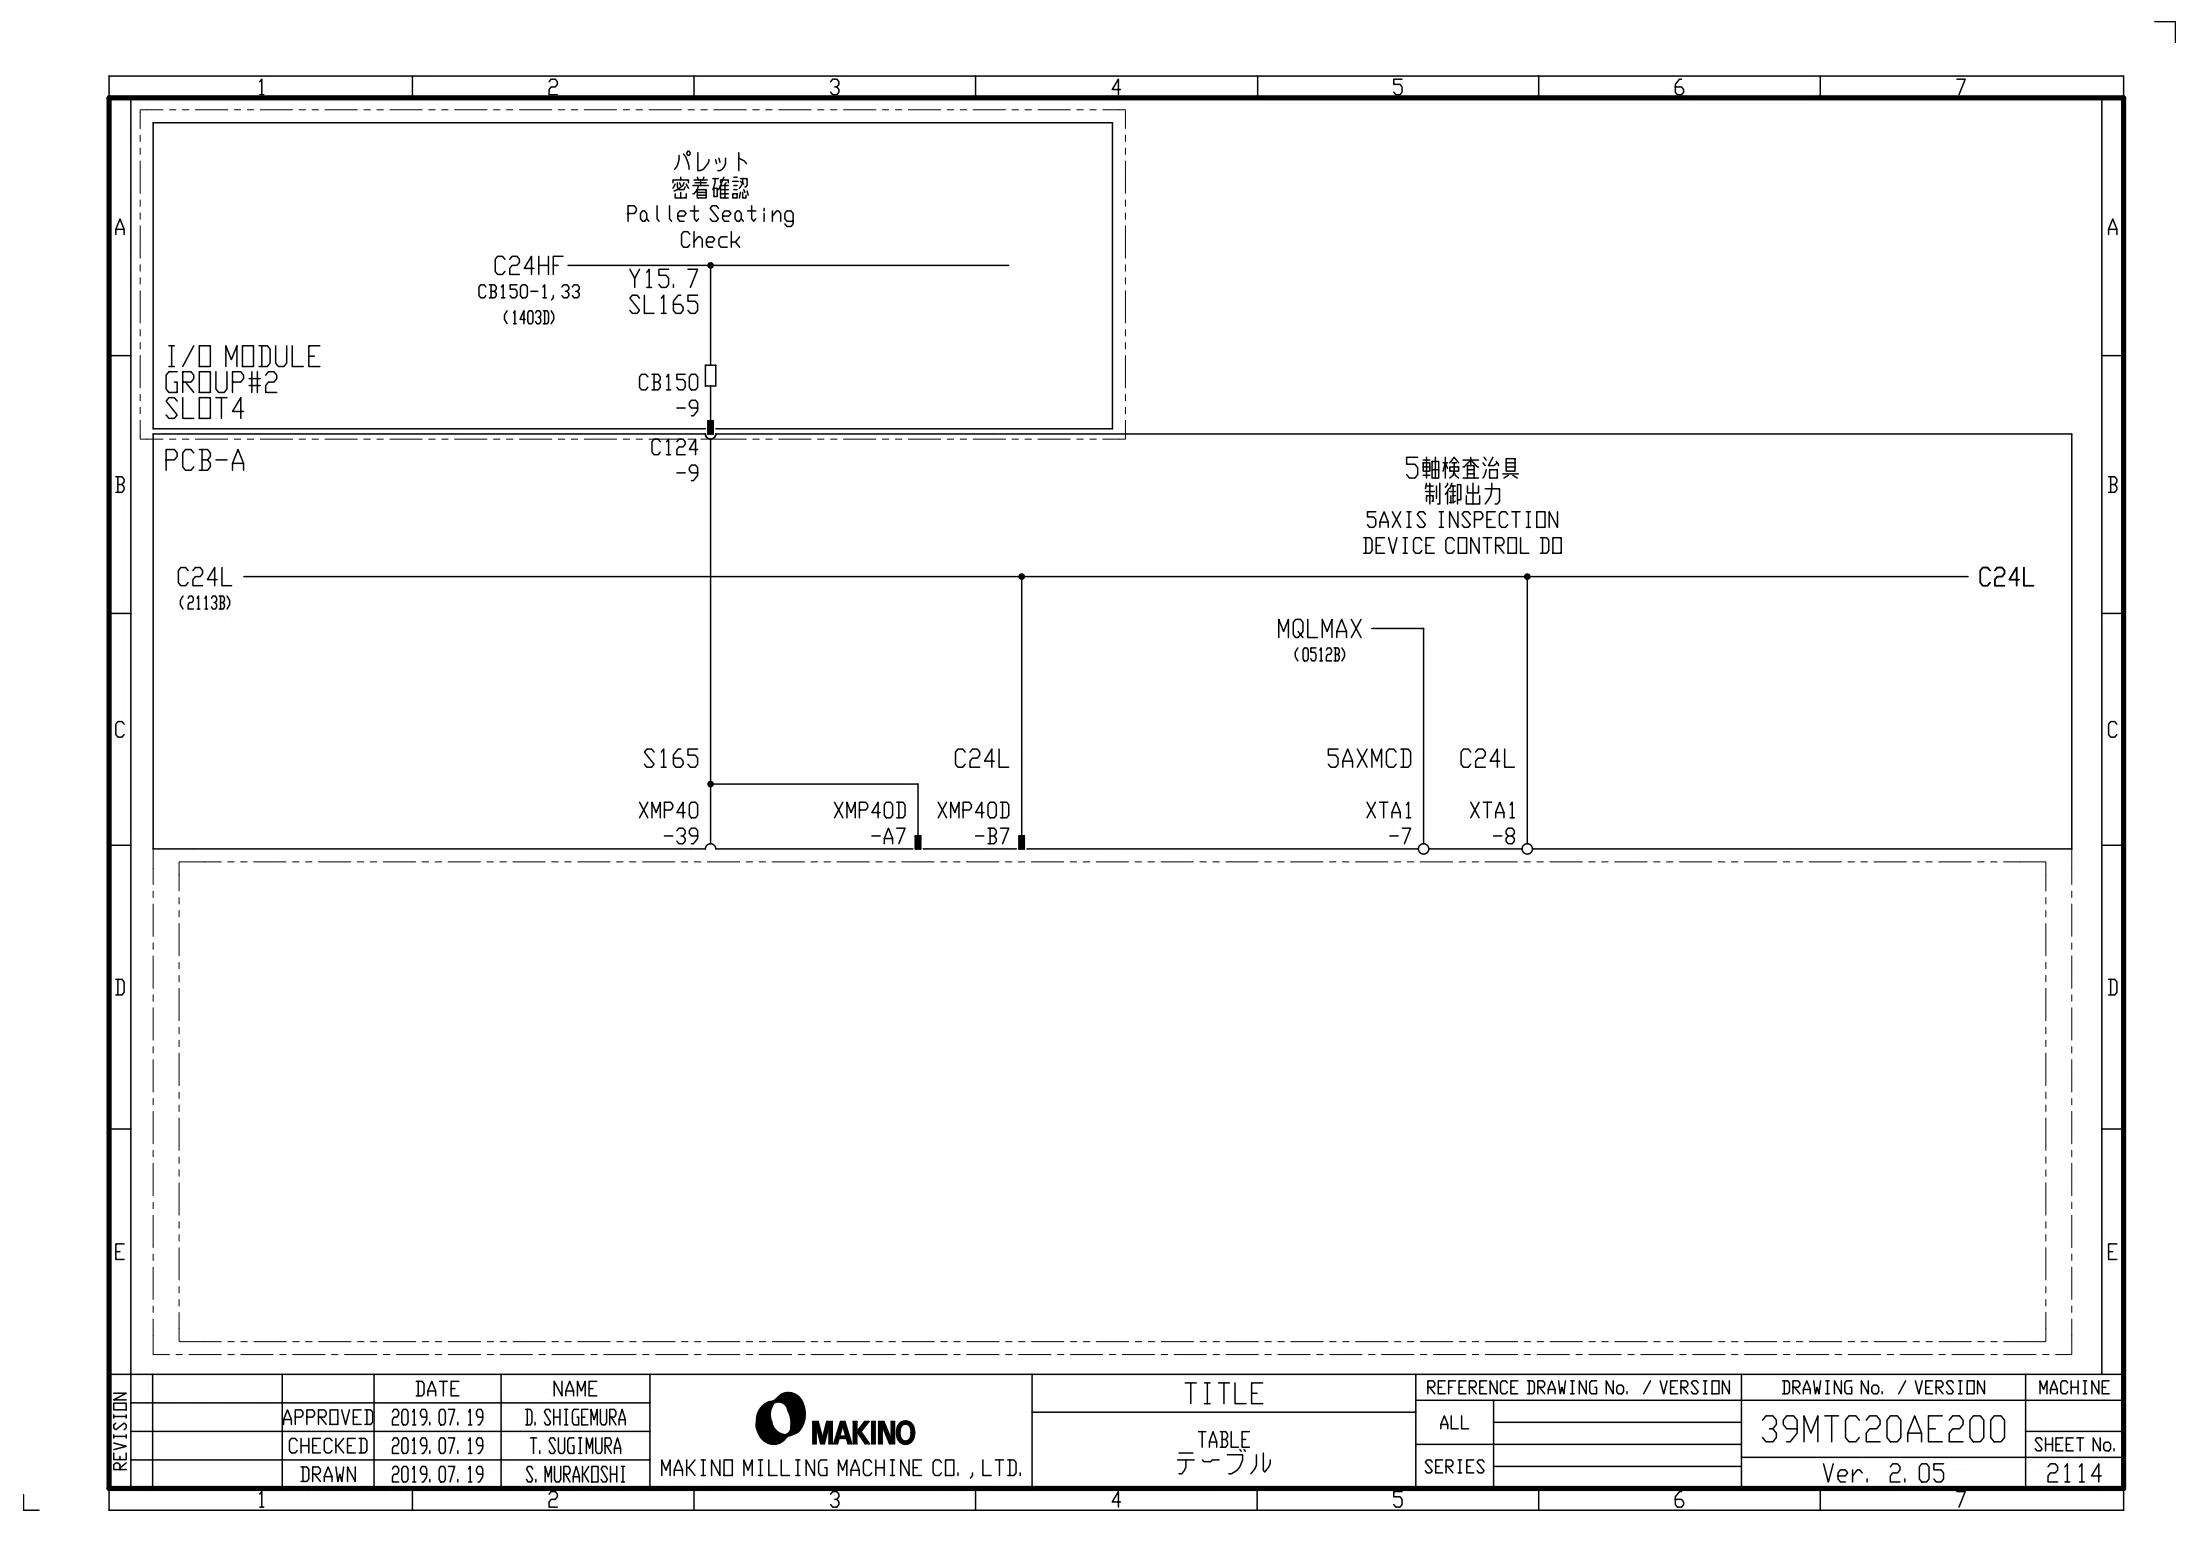 1 2 3 4 5 6 7
A A
パレット
密着確認
Pallet Seating
Check
C24HF
CB150-1,33
(1403D)
Y15.7
SL165
I/O MODULE
GROUP#2
SLOT4
CB150
-9
C124
-9
PCB-A
B B
5軸検査治具
制御出力
5AXIS INSPECTION
DEVICE CONTROL DO
C24L
(2113B)
C24L
MQLMAX
(0512B)
C C
S165
C24L
5AXMCD
C24L
XMP40
-39
XMP40D
-A7
XMP40D
-B7
XTA1
-7
XTA1
-8
D D
E E
REVISION
DATE NAME
APPROVED 2019.07.19 D. SHIGEMURA
CHECKED 2019.07.19 T. SUGIMURA
DRAWN 2019.07.19 S. MURAKOSHI
MAKINO
MAKINO MILLING MACHINE CO.,LTD.
TITLE
TABLE
テーブル
REFERENCE DRAWING No. / VERSION
ALL
SERIES
DRAWING No. / VERSION
39MTC20AE200
Ver. 2.05
MACHINE
SHEET No.
2114
1 2 3 4 5 6 7